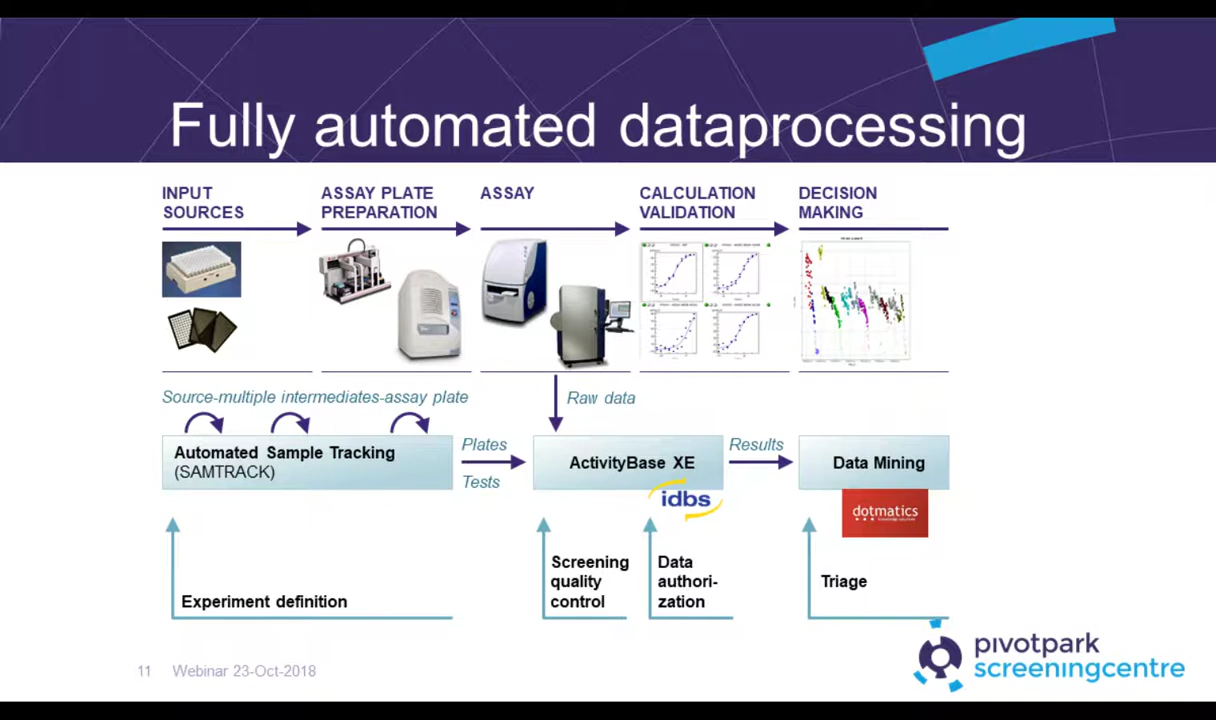 Fully automated dataprocessing
INPUT
SOURCES
ASSAY PLATE
PREPARATION
ASSAY
CALCULATION
VALIDATION
DECISION
MAKING
Source-multiple intermediates-assay plate
Raw data
Automated Sample Tracking
(SAMTRACK)
Plates
Tests
ActivityBase XE
idbs
Results
Data Mining
dotmatics
Experiment definition
Screening
quality
control
Data
authori-
zation
Triage
pivotpark
screeningcentre
11
Webinar 23-Oct-2018